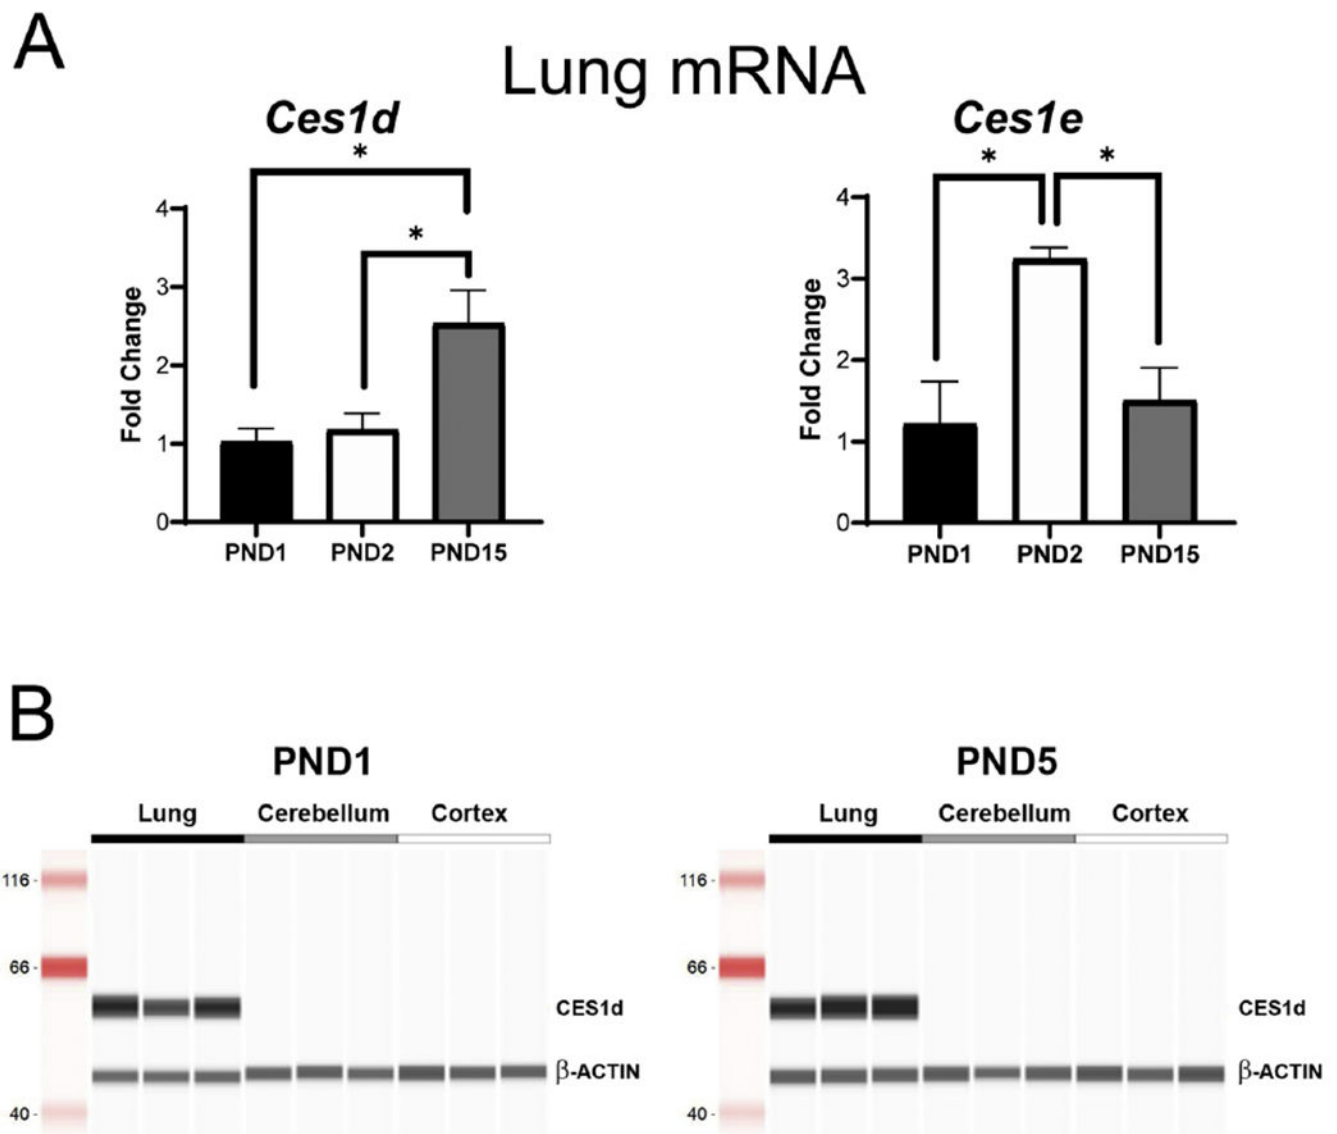 A
Lung mRNA
Ces1d
Ces1e
*
*
*
*
Fold Change
4
3
2
1
0
PND1 PND2 PND15
Fold Change
4
3
2
1
0
PND1 PND2 PND15
B
PND1
Lung Cerebellum Cortex
116 -
66 -
40 -
CES1d
β-ACTIN
PND5
Lung Cerebellum Cortex
116 -
66 -
40 -
CES1d
β-ACTIN